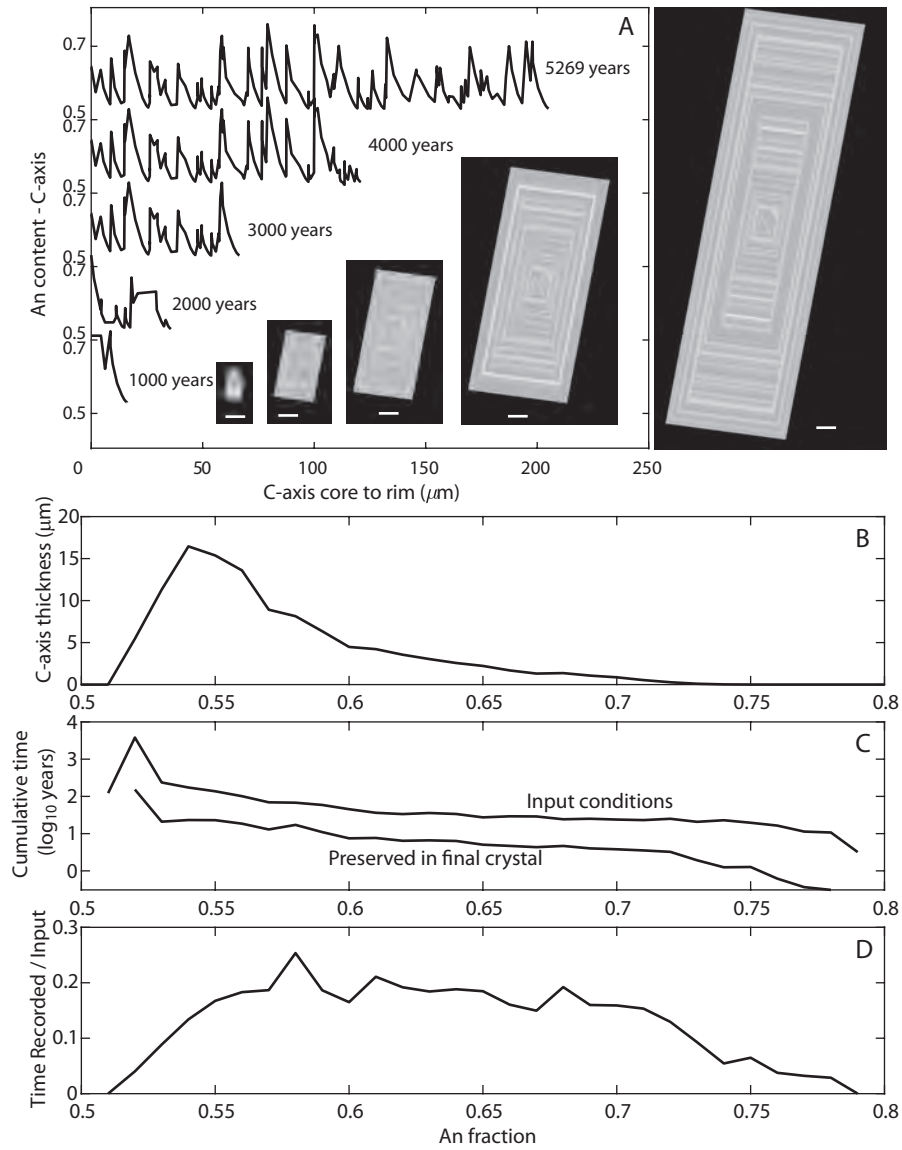 A
0.7
5269 years
0.5
0.7
4000 years
0.5
0.7
3000 years
0.5
0.7
2000 years
0.5
0.7
1000 years
0.5
An content - C-axis
0 50 100 150 200 250
C-axis core to rim (μm)
B
20
15
10
5
0
C-axis thickness (μm)
0.5 0.55 0.6 0.65 0.7 0.75 0.8
C
4
3
2
1
0
Cumulative time
(log10 years)
Input conditions
Preserved in final crystal
0.5 0.55 0.6 0.65 0.7 0.75 0.8
D
0.3
0.2
0.1
0
Time Recorded / Input
0.5 0.55 0.6 0.65 0.7 0.75 0.8
An fraction